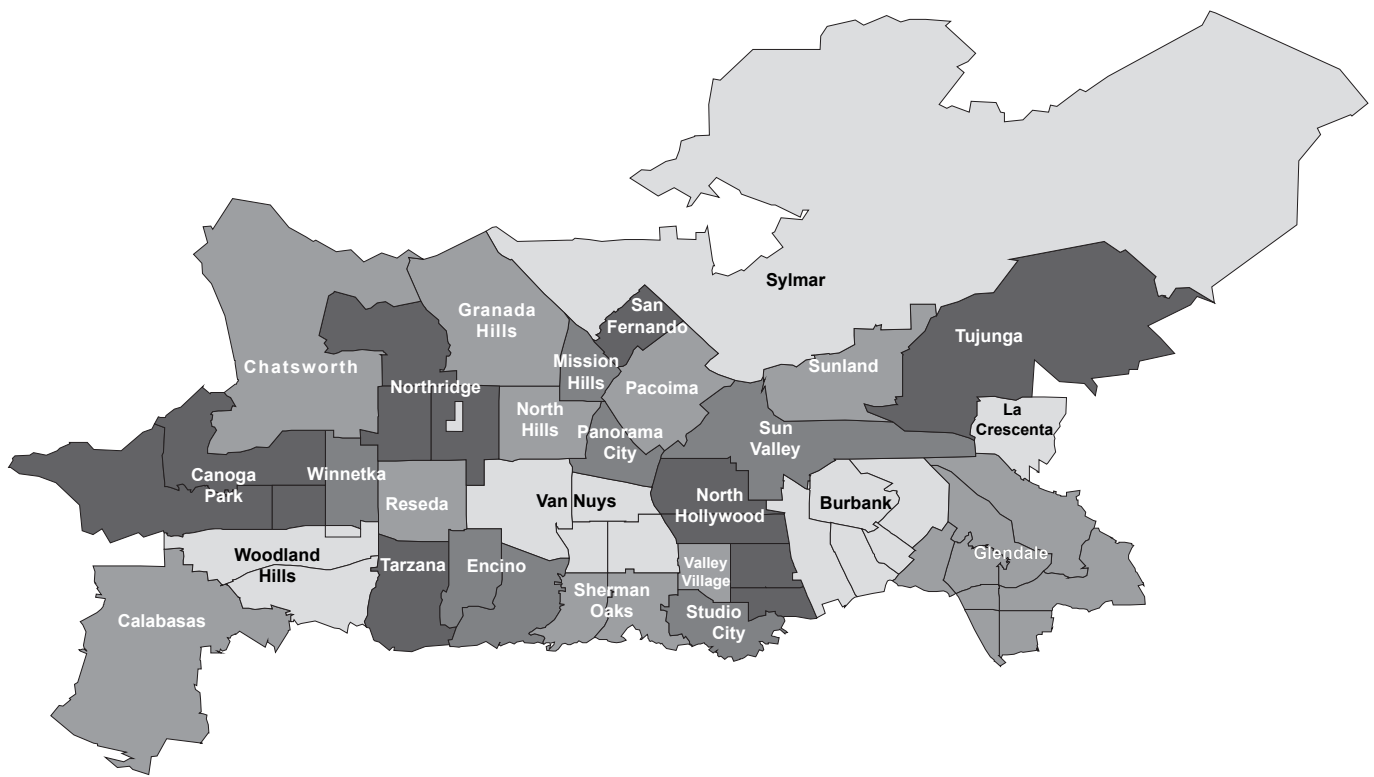 Sylmar
San
Fernando
Granada
Hills
Tujunga
Mission
Hills
Chatsworth
Sunland
Northridge
Pacoima
North
Hills
La
Crescenta
Panorama
City
Sun
Valley
Canoga
Park
Winnetka
Reseda
Van Nuys
North
Hollywood
Burbank
Woodland
Hills
Tarzana
Encino
Valley
Village
Glendale
Sherman
Oaks
Studio
City
Calabasas